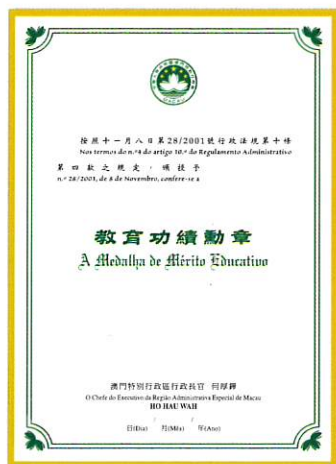 MACAU
按照十一月八日第28/2001號行政法規第十條
Nos termos do n.º4 do artigo 10.º do Regulamento Administrativo
第四款之規定,頒授予
n.º 28/2001, de 8 de Novembro, confere-se a
教育功績勳章
A Medalha de Mérito Educativo
澳門特別行政區行政長官 何厚鏵
O Chefe do Executivo da Região Administrativa Especial de Macau
HO HAU WAH
/ /
日(Dia) 月(Mês) 年(Ano)